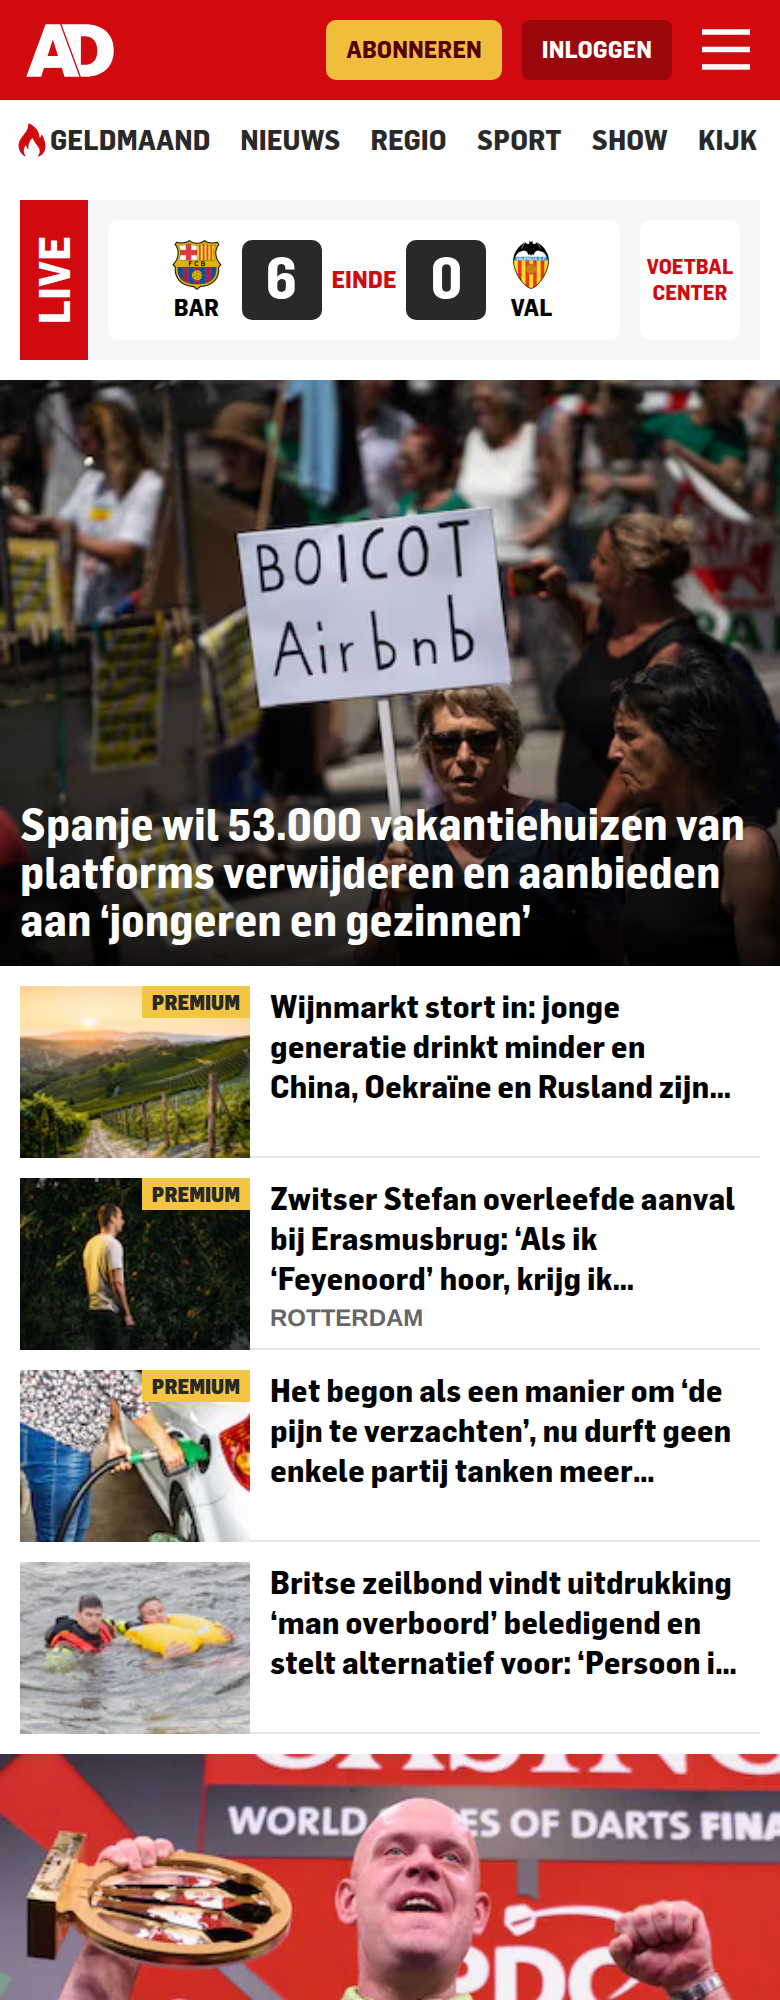 AD
ABONNEREN
INLOGGEN
GELDMAAND NIEUWS REGIO SPORT SHOW KIJK
LIVE
FCB
BAR
6
EINDE
0
VAL
VOETBAL
CENTER
BOICOT
Airbnb
Spanje wil 53.000 vakantiehuizen van
platforms verwijderen en aanbieden
aan ‘jongeren en gezinnen’
PREMIUM
Wijnmarkt stort in: jonge
generatie drinkt minder en
China, Oekraïne en Rusland zijn...
PREMIUM
Zwitser Stefan overleefde aanval
bij Erasmusbrug: ‘Als ik
‘Feyenoord’ hoor, krijg ik...
ROTTERDAM
PREMIUM
Het begon als een manier om ‘de
pijn te verzachten’, nu durft geen
enkele partij tanken meer...
Britse zeilbond vindt uitdrukking
‘man overboord’ beledigend en
stelt alternatief voor: ‘Persoon i...
CASINO
WORLD ES OF DARTS FINA
PDC